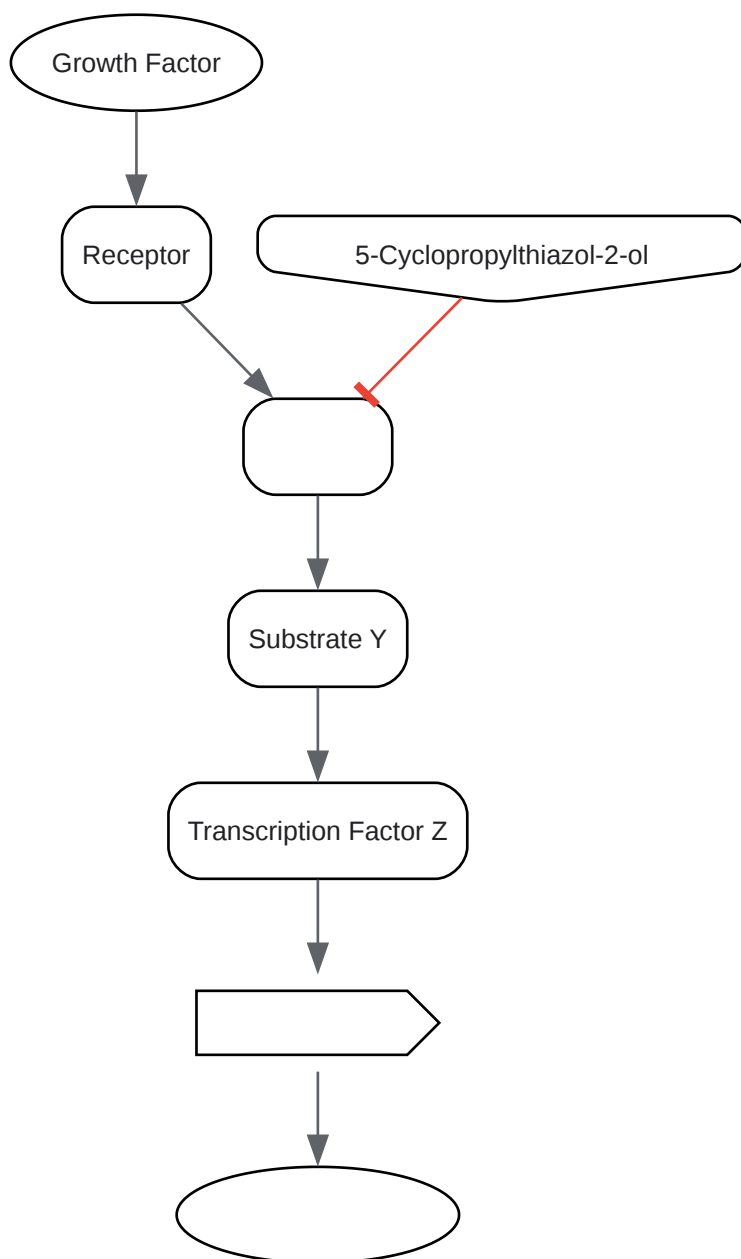 Growth Factor
Receptor
5-Cyclopropylthiazol-2-ol
Substrate Y
Transcription Factor Z